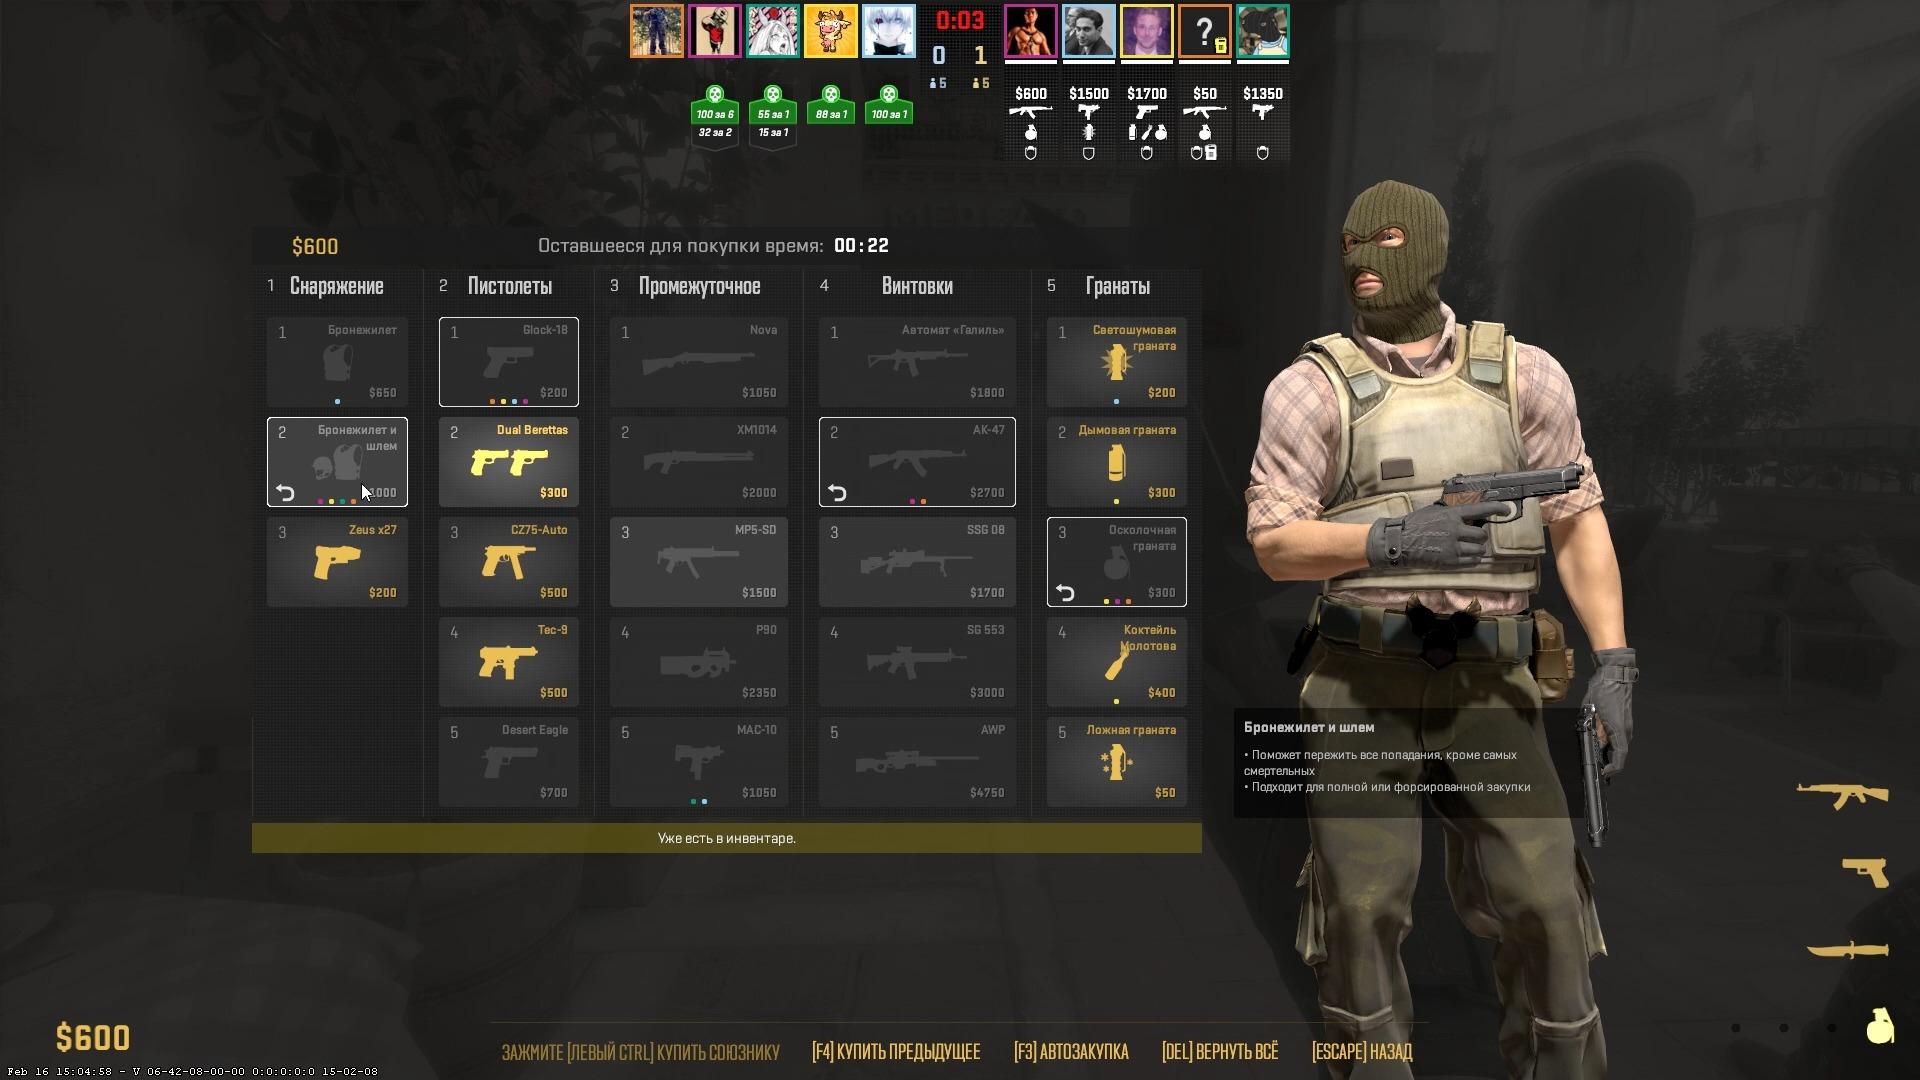 0:03
0 1
5 5
100 за 6
55 за 1
88 за 1
100 за 1
32 за 2
15 за 1
$600 $1500 $1700 $50 $1350
?
$600
Оставшееся для покупки время: 00:22
1 Снаряжение
2 Пистолеты
3 Промежуточное
4 Винтовки
5 Гранаты
1 Бронежилет
$650
2 Бронежилет и
шлем
3 Zeus x27
$200
1 Glock-18
$200
2 Dual Berettas
$300
3 CZ75-Auto
$500
4 Tec-9
$500
5 Desert Eagle
$700
1 Nova
$1050
2 XM1014
$2000
3 MP5-SD
$1500
4 P90
$2350
5 MAC-10
$1050
1 Автомат «Галиль»
$1800
2 AK-47
$2700
3 SSG 08
$1700
4 SG 553
$3000
5 AWP
$4750
1 Светошумовая
граната
$200
2 Дымовая граната
$300
3 Осколочная
граната
$300
4 Коктейль
Молотова
$400
5 Ложная граната
$50
Бронежилет и шлем
• Поможет пережить все попадания, кроме самых
смертельных
• Подходит для полной или форсированной закупки
Уже есть в инвентаре.
$600
ЗАЖМИТЕ [ЛЕВЫЙ CTRL] КУПИТЬ СОЮЗНИКУ
[F4] КУПИТЬ ПРЕДЫДУЩЕЕ
[F3] АВТОЗАКУПКА
[DEL] ВЕРНУТЬ ВСЁ
[ESCAPE] НАЗАД
Feb 16 15:04:58 - V 06-42-08-00-00 0:0:0:0:0 15-02-08